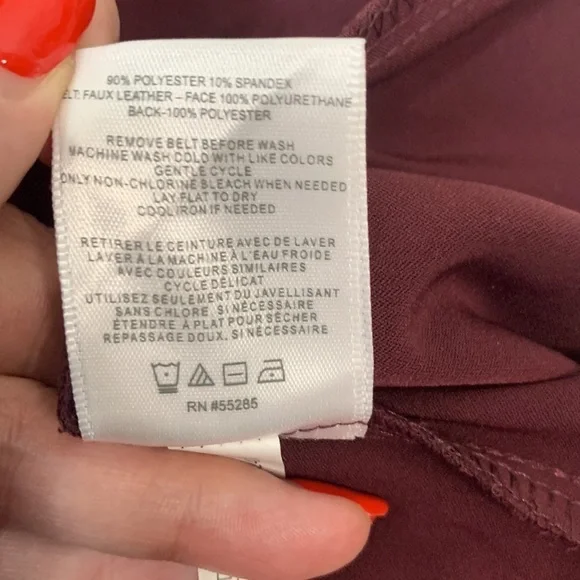 90% POLYESTER 10% SPANDEX
ELT: FAUX LEATHER – FACE 100% POLYURETHANE
BACK-100% POLYESTER
REMOVE BELT BEFORE WASH
MACHINE WASH COLD WITH LIKE COLORS
GENTLE CYCLE
ONLY NON-CHLORINE BLEACH WHEN NEEDED
LAY FLAT TO DRY
COOL IRON IF NEEDED
RETIRER LE CEINTURE AVEC DE LAVER
LAVER À LA MACHINE À L'EAU FROIDE
AVEC COULEURS SIMILAIRES
CYCLE DÉLICAT
UTILISEZ SEULEMENT DU JAVELLISANT
SANS CHLORE, SI NÉCESSAIRE
ÉTENDRE À PLAT POUR SÉCHER
REPASSAGE DOUX, SI NÉCESSAIRE
RN #55285